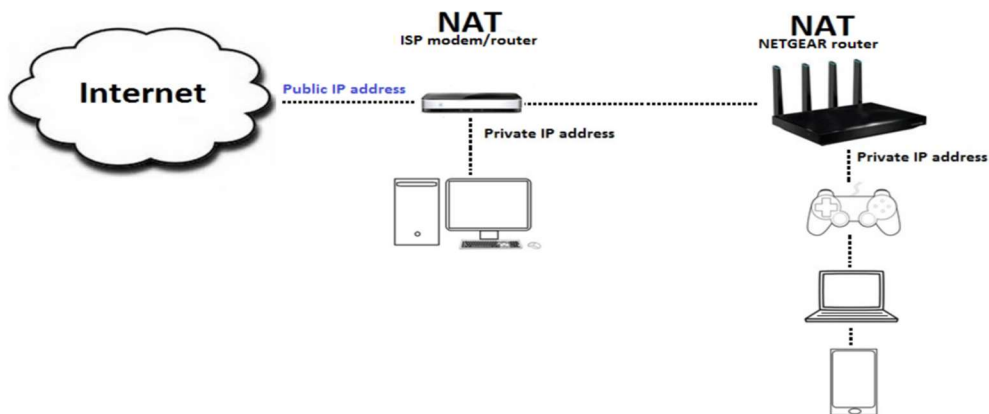 NAT
ISP modem/router
NAT
NETGEAR router
Internet
Public IP address
Private IP address
Private IP address